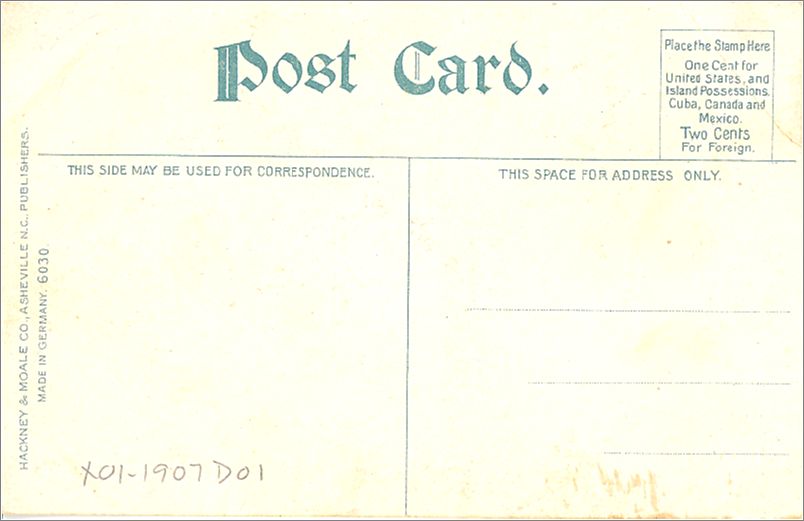 Post Card.
Place the Stamp Here
One Cent for
United States, and
Island Possessions.
Cuba, Canada and
Mexico.
Two Cents
For Foreign.
THIS SIDE MAY BE USED FOR CORRESPONDENCE.
THIS SPACE FOR ADDRESS ONLY.
HACKNEY & MOALE CO., ASHEVILLE N.C., PUBLISHERS.
MADE IN GERMANY. 6030.
X01-1907D01